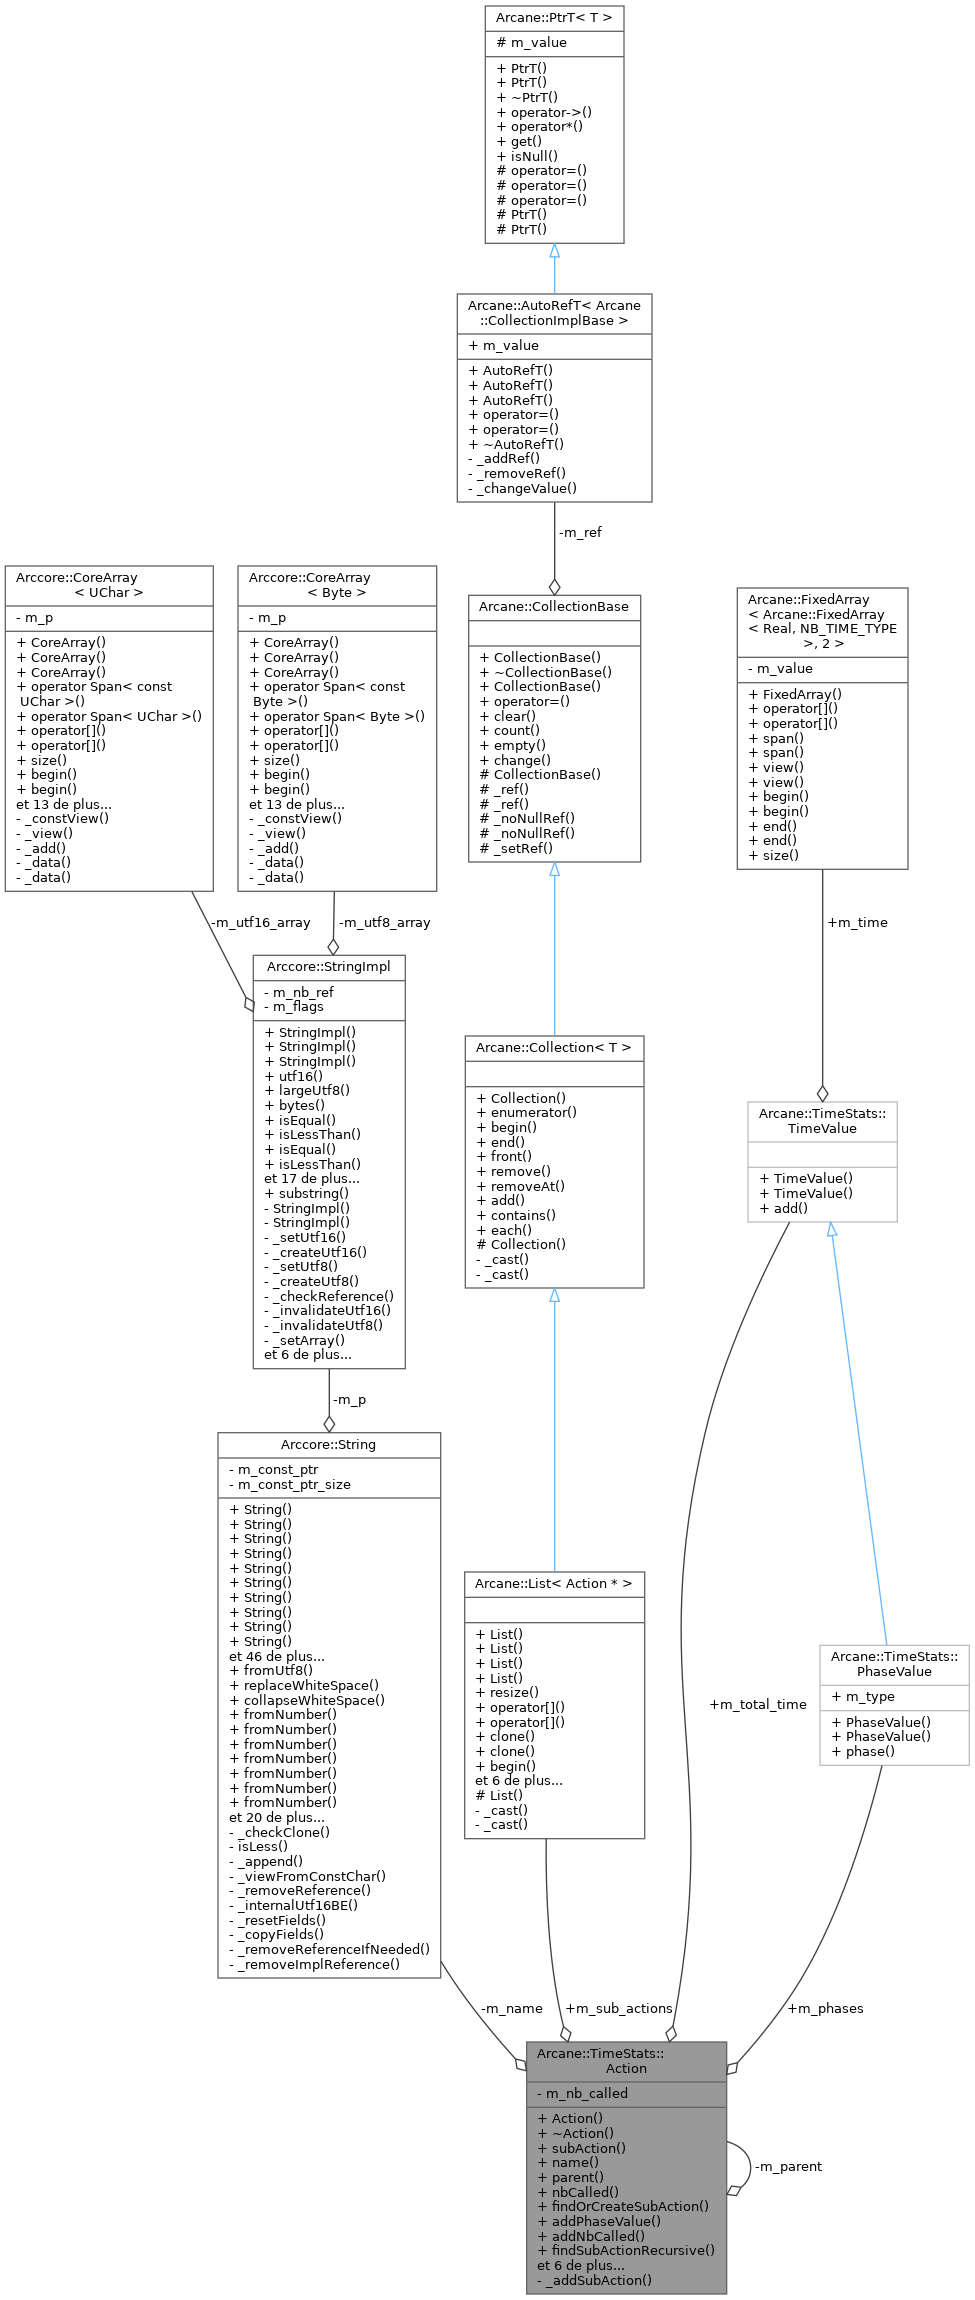 Arcane::PtrT< T >
# m_value
+ PtrT()
+ PtrT()
+ ~PtrT()
+ operator->()
+ operator*()
+ get()
+ isNull()
# operator=()
# operator=()
# operator=()
# PtrT()
# PtrT()
Arcane::AutoRefT< Arcane
::CollectionImplBase >
+ m_value
+ AutoRefT()
+ AutoRefT()
+ AutoRefT()
+ operator=()
+ operator=()
+ ~AutoRefT()
- _addRef()
- _removeRef()
- _changeValue()
-m_ref
Arccore::CoreArray
< UChar >
- m_p
+ CoreArray()
+ CoreArray()
+ CoreArray()
+ operator Span< const
UChar >()
+ operator Span< UChar >()
+ operator[]()
+ operator[]()
+ size()
+ begin()
+ begin()
et 13 de plus...
- _constView()
- _view()
- _add()
- _data()
- _data()
Arccore::CoreArray
< Byte >
- m_p
+ CoreArray()
+ CoreArray()
+ CoreArray()
+ operator Span< const
Byte >()
+ operator Span< Byte >()
+ operator[]()
+ operator[]()
+ size()
+ begin()
+ begin()
et 13 de plus...
- _constView()
- _view()
- _add()
- _data()
- _data()
Arcane::CollectionBase
+ CollectionBase()
+ ~CollectionBase()
+ CollectionBase()
+ operator=()
+ clear()
+ count()
+ empty()
+ change()
# CollectionBase()
# _ref()
# _ref()
# _noNullRef()
# _noNullRef()
# _setRef()
Arcane::FixedArray
< Arcane::FixedArray
< Real, NB_TIME_TYPE
>, 2 >
- m_value
+ FixedArray()
+ operator[]()
+ operator[]()
+ span()
+ span()
+ view()
+ view()
+ begin()
+ begin()
+ end()
+ end()
+ size()
-m_utf16_array
-m_utf8_array
+m_time
Arccore::StringImpl
- m_nb_ref
- m_flags
+ StringImpl()
+ StringImpl()
+ StringImpl()
+ utf16()
+ largeUtf8()
+ bytes()
+ isEqual()
+ isLessThan()
+ isEqual()
+ isLessThan()
et 17 de plus...
+ substring()
- StringImpl()
- StringImpl()
- _setUtf16()
- _createUtf16()
- _setUtf8()
- _createUtf8()
- _checkReference()
- _invalidateUtf16()
- _invalidateUtf8()
- _setArray()
et 6 de plus...
Arcane::Collection< T >
+ Collection()
+ enumerator()
+ begin()
+ end()
+ front()
+ remove()
+ removeAt()
+ add()
+ contains()
+ each()
# Collection()
- _cast()
- _cast()
Arcane::TimeStats::
TimeValue
+ TimeValue()
+ TimeValue()
+ add()
-m_p
Arccore::String
- m_const_ptr
- m_const_ptr_size
+ String()
+ String()
+ String()
+ String()
+ String()
+ String()
+ String()
+ String()
+ String()
+ String()
et 46 de plus...
+ fromUtf8()
+ replaceWhiteSpace()
+ collapseWhiteSpace()
+ fromNumber()
+ fromNumber()
+ fromNumber()
+ fromNumber()
+ fromNumber()
+ fromNumber()
+ fromNumber()
et 20 de plus...
- _checkClone()
- isLess()
- _append()
- _viewFromConstChar()
- _removeReference()
- _internalUtf16BE()
- _resetFields()
- _copyFields()
- _removeReferenceIfNeeded()
- _removeImplReference()
Arcane::List< Action * >
+ List()
+ List()
+ List()
+ List()
+ resize()
+ operator[]()
+ operator[]()
+ clone()
+ clone()
+ begin()
et 6 de plus...
# List()
- _cast()
- _cast()
+m_total_time
Arcane::TimeStats::
PhaseValue
+ m_type
+ PhaseValue()
+ PhaseValue()
+ phase()
-m_name
+m_sub_actions
+m_phases
Arcane::TimeStats::
Action
- m_nb_called
+ Action()
+ ~Action()
+ subAction()
+ name()
+ parent()
+ nbCalled()
+ findOrCreateSubAction()
+ addPhaseValue()
+ addNbCalled()
+ findSubActionRecursive()
et 6 de plus...
- _addSubAction()
-m_parent